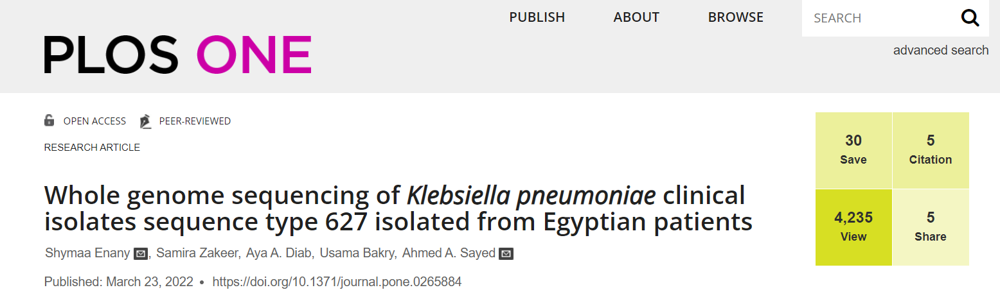 PUBLISH ABOUT BROWSE SEARCH
advanced search
PLOS ONE
OPEN ACCESS PEER-REVIEWED
RESEARCH ARTICLE
Whole genome sequencing of Klebsiella pneumoniae clinical
isolates sequence type 627 isolated from Egyptian patients
Shymaa Enany, Samira Zakeer, Aya A. Diab, Usama Bakry, Ahmed A. Sayed
Published: March 23, 2022 • https://doi.org/10.1371/journal.pone.0265884
30 5
Save Citation
4,235 5
View Share